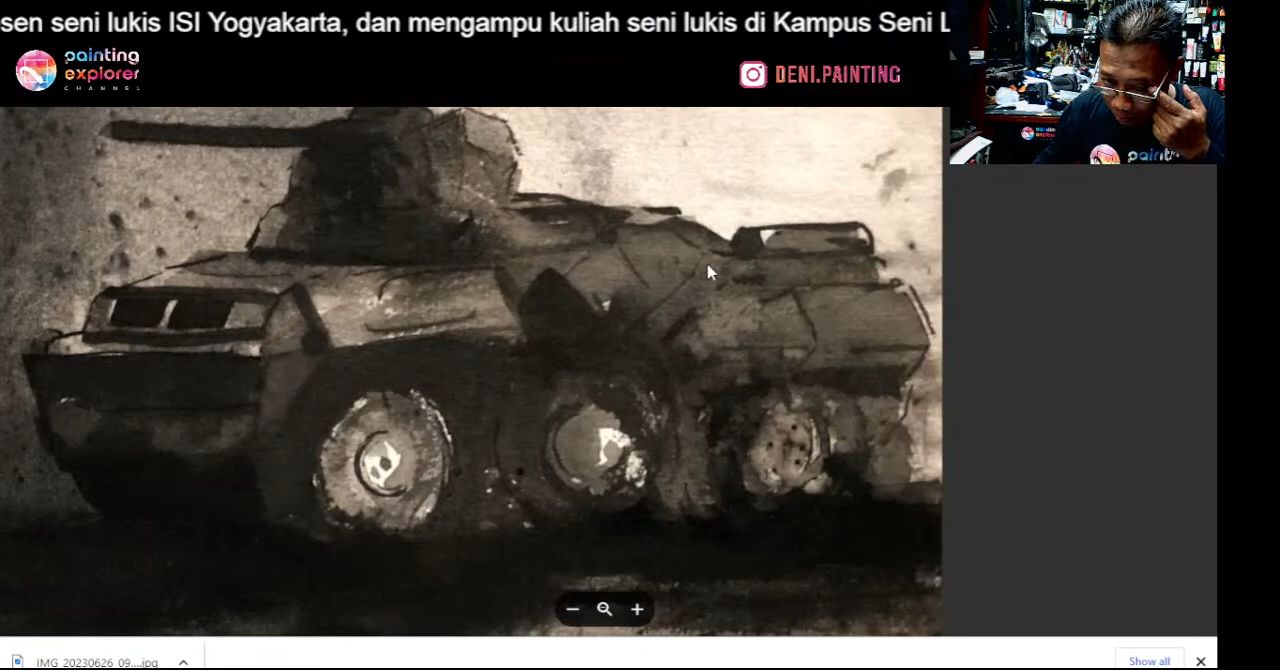 sen seni lukis ISI Yogyakarta, dan mengampu kuliah seni lukis di Kampus Seni L
painting
explorer
CHANNEL
DENI.PAINTING
painti
IMG_20230626_09....jpg
Show all